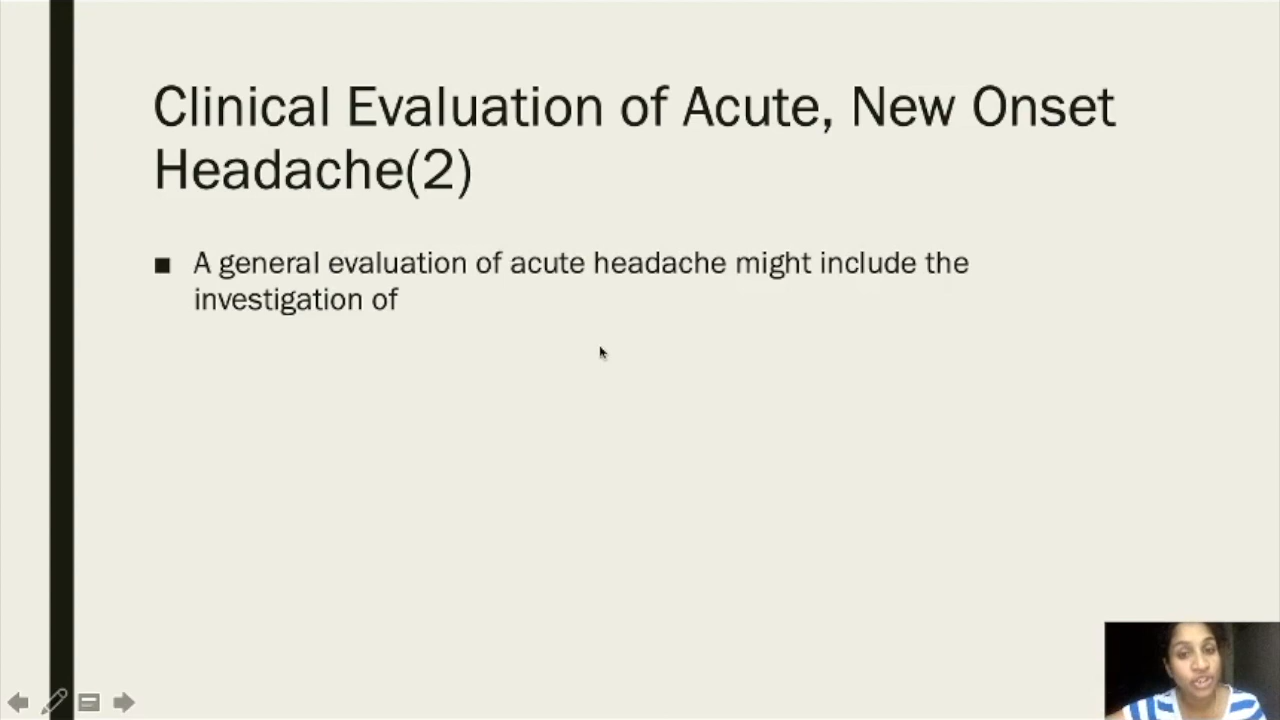 Clinical Evaluation of Acute, New Onset
Headache(2)
■ A general evaluation of acute headache might include the
investigation of